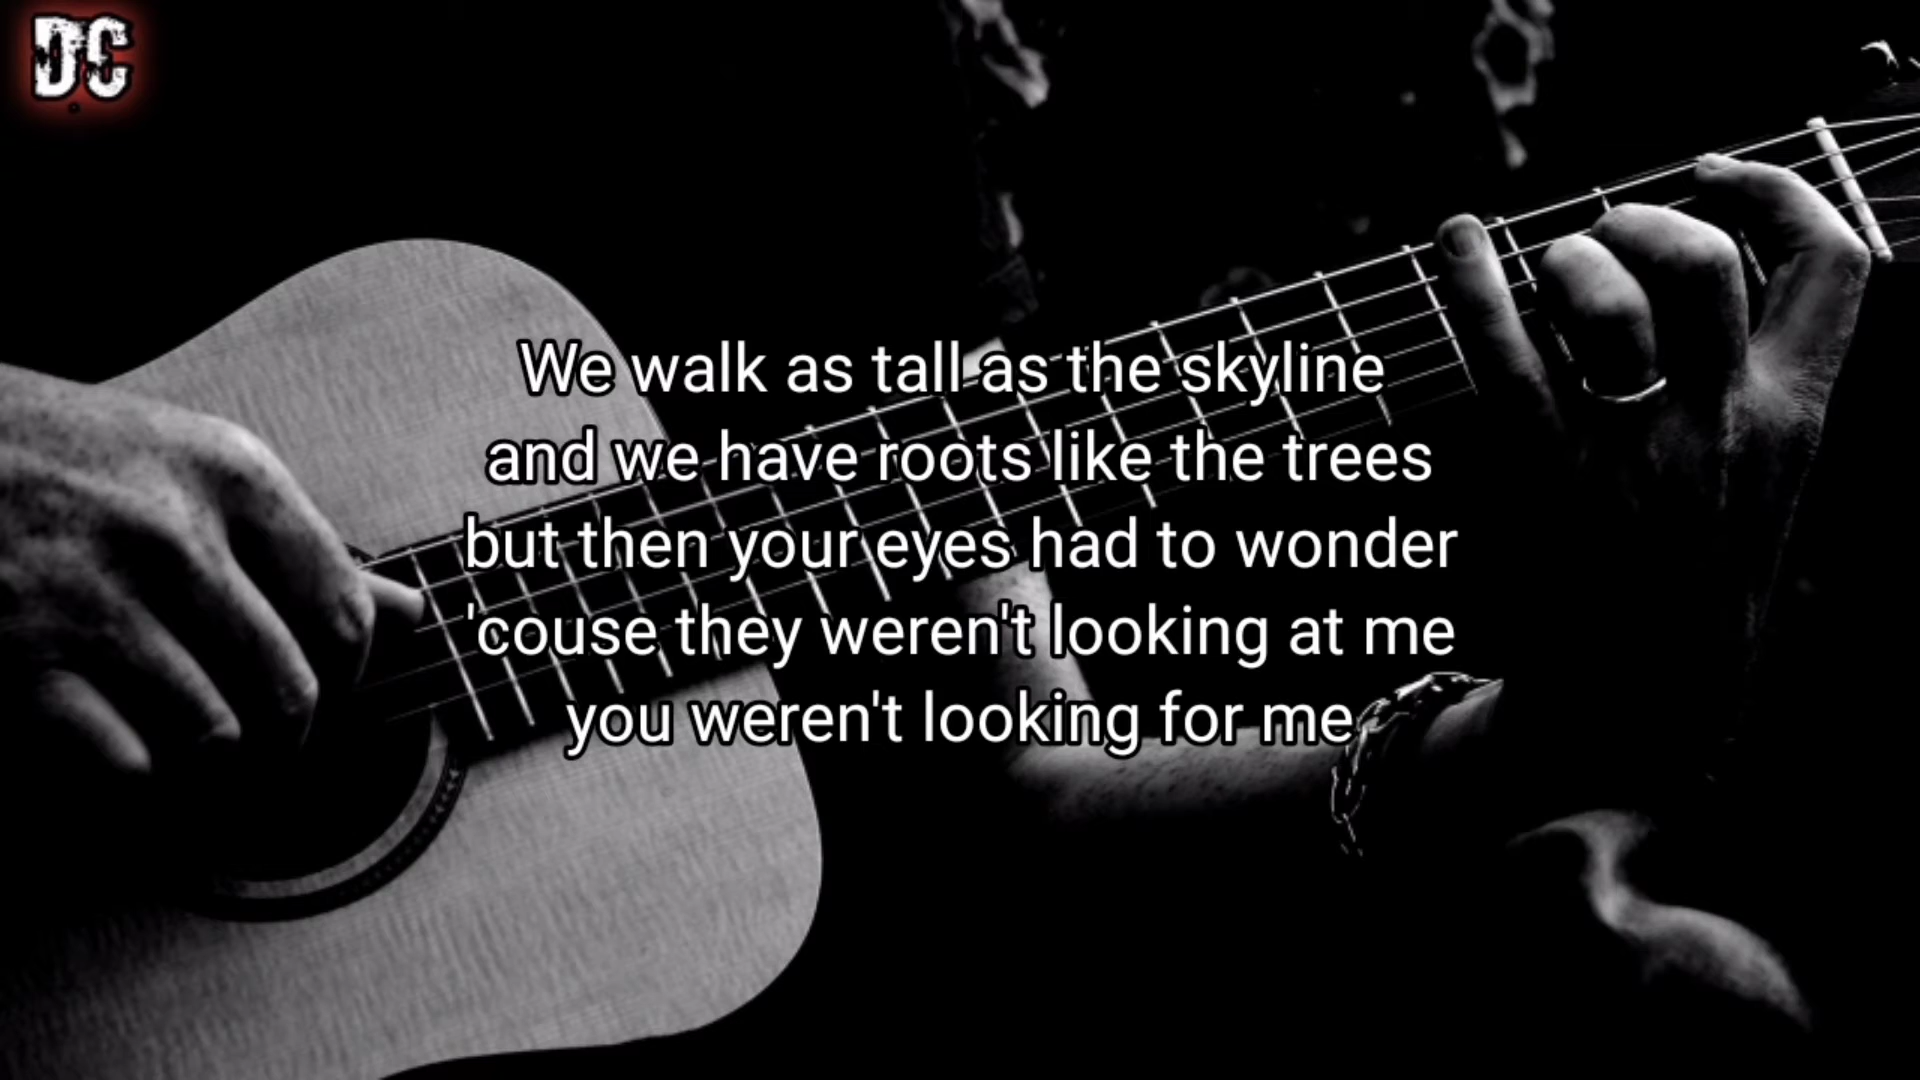 DC
We walk as tall as the skyline
and we have roots like the trees
but then your eyes had to wonder
'couse they weren't looking at me
you weren't looking for me